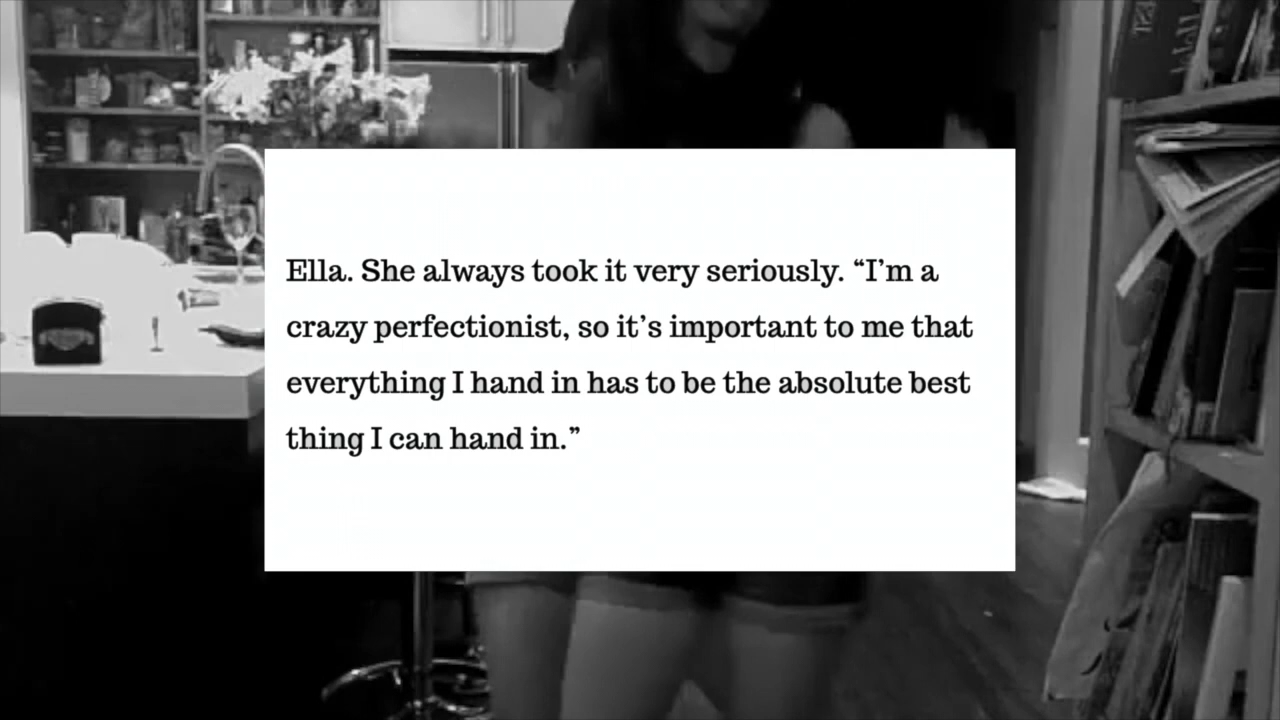 Ella. She always took it very seriously. “I’m a
crazy perfectionist, so it’s important to me that
everything I hand in has to be the absolute best
thing I can hand in.”